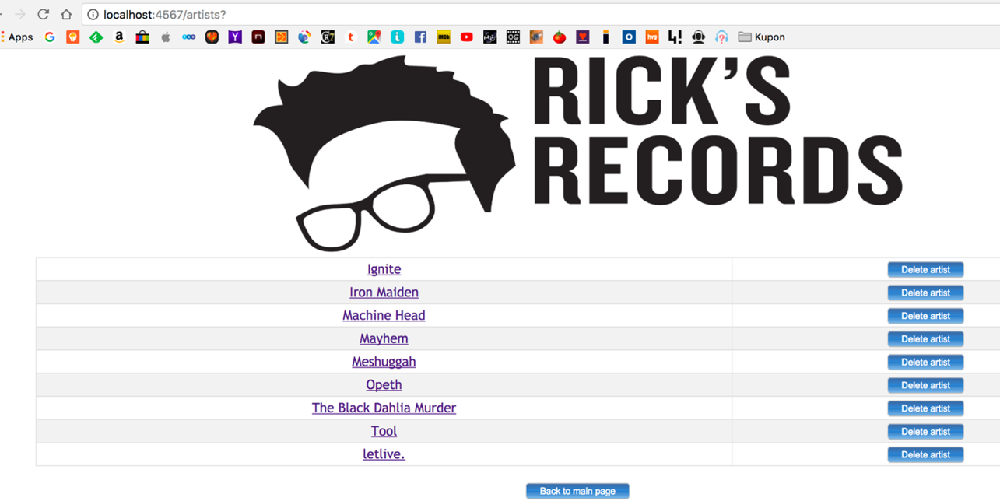 localhost:4567/artists?
Apps
Kupon
RICK'S
RECORDS
Ignite Delete artist
Iron Maiden Delete artist
Machine Head Delete artist
Mayhem Delete artist
Meshuggah Delete artist
Opeth Delete artist
The Black Dahlia Murder Delete artist
Tool Delete artist
letlive. Delete artist
Back to main page